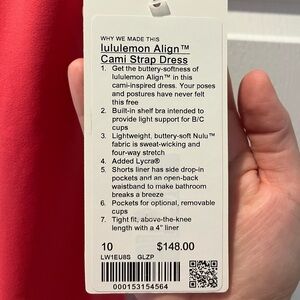 WHY WE MADE THIS
lululemon Align™
Cami Strap Dress
1. Get the buttery-softness of
lululemon Align™ in this
cami-inspired dress. Your poses
and postures have never felt
this free
2. Built-in shelf bra intended to
provide light support for B/C
cups
3. Lightweight, buttery-soft Nulu™
fabric is sweat-wicking and
four-way stretch
4. Added Lycra®
5. Shorts liner has side drop-in
pockets and an open-back
waistband to make bathroom
breaks a breeze
6. Pockets for optional, removable
cups
7. Tight fit, above-the-knee
length with a 4" liner
10 $148.00
LW1EU8S GLZP
000153154564